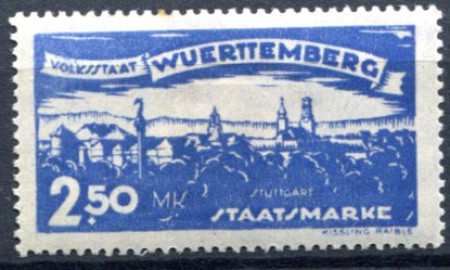 VOLKSSTAAT WUERTTEMBERG
STUTTGART
2.50 MK STAATSMARKE
KISSLING RAIBLE